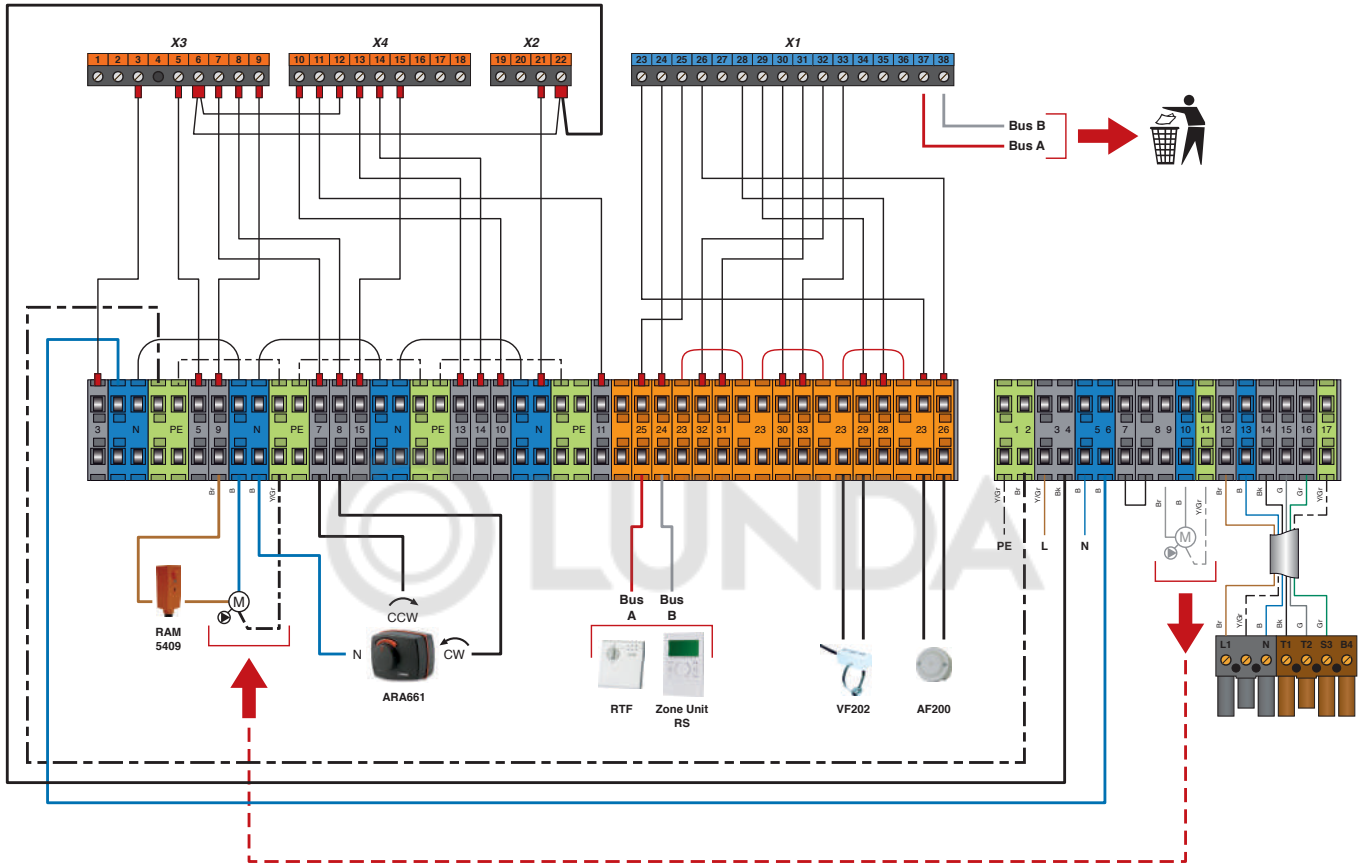 X3 X4 X2 X1
1 2 3 4 5 6 7 8 9 10 11 12 13 14 15 16 17 18 19 20 21 22 23 24 25 26 27 28 29 30 31 32 33 34 35 36 37 38
Bus B
Bus A
3 N PE 5 9 N PE 7 8 15 N PE 13 14 10 N PE 11 25 24 23 32 31 23 30 33 23 29 28 23 26
1 2 3 4 5 6 7 8 9 10 11 12 13 14 15 16 17
Br B B Y/Gr
Y/Gr Br Y/Gr Bk B B Br B Y/Gr Br B Bk G Gr Y/Gr
PE L N
M
LUNDA
M
RAM
5409
CCW
N CW
ARA661
Bus
A
Bus
B
RTF
Zone Unit
RS
VF202
AF200
Br Y/Gr B Bk G Gr
L1 N T1 T2 S3 B4